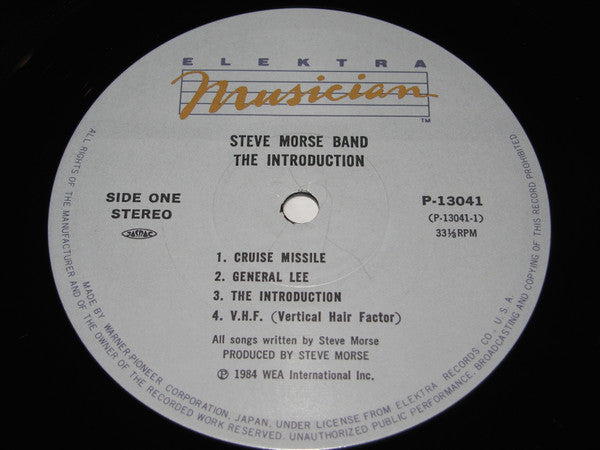 ELEKTRA
Musician
TM
STEVE MORSE BAND
THE INTRODUCTION
SIDE ONE
STEREO
JASRAC
P-13041
(P-13041-1)
33⅓RPM
1. CRUISE MISSILE
2. GENERAL LEE
3. THE INTRODUCTION
4. V.H.F. (Vertical Hair Factor)
All songs written by Steve Morse
PRODUCED BY STEVE MORSE
Ⓟ 1984 WEA International Inc.
MADE BY WARNER-PIONEER CORPORATION, JAPAN, UNDER LICENSE FROM ELEKTRA RECORDS CO., U.S.A.
ALL RIGHTS OF THE MANUFACTURER AND OF THE OWNER OF THE RECORDED WORK RESERVED. UNAUTHORIZED PUBLIC PERFORMANCE, BROADCASTING AND COPYING OF THIS RECORD PROHIBITED